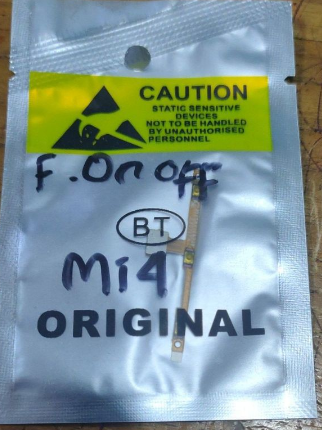 CAUTION
STATIC SENSITIVE
DEVICES
NOT TO BE HANDLED
BY UNAUTHORISED
PERSONNEL
F. On off
BT
Mi4
ORIGINAL